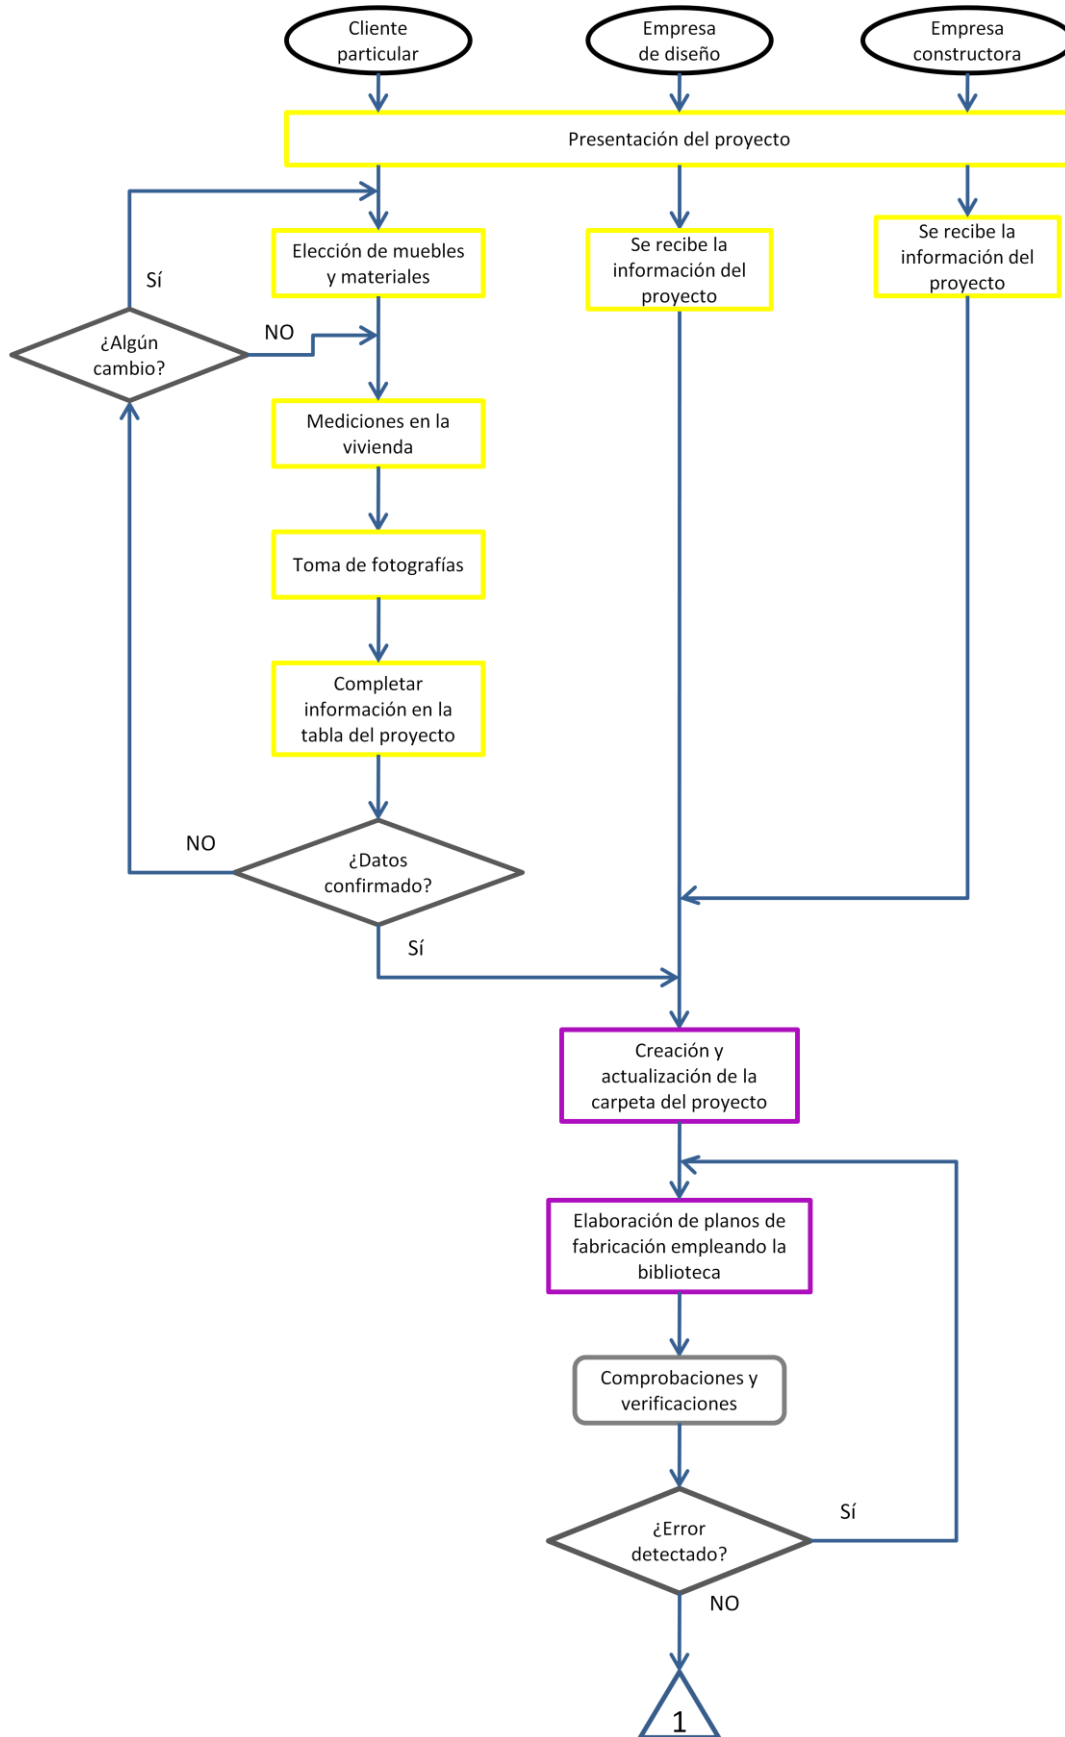 Cliente
particular
Empresa
de diseño
Empresa
constructora
Presentación del proyecto
Elección de muebles
y materiales
Se recibe la
información del
proyecto
Se recibe la
información del
proyecto
Sí
¿Algún
cambio?
NO
Mediciones en la
vivienda
Toma de fotografías
Completar
información en la
tabla del proyecto
NO
¿Datos
confirmado?
Sí
Creación y
actualización de la
carpeta del proyecto
Elaboración de planos de
fabricación empleando la
biblioteca
Comprobaciones y
verificaciones
¿Error
detectado?
Sí
NO
1